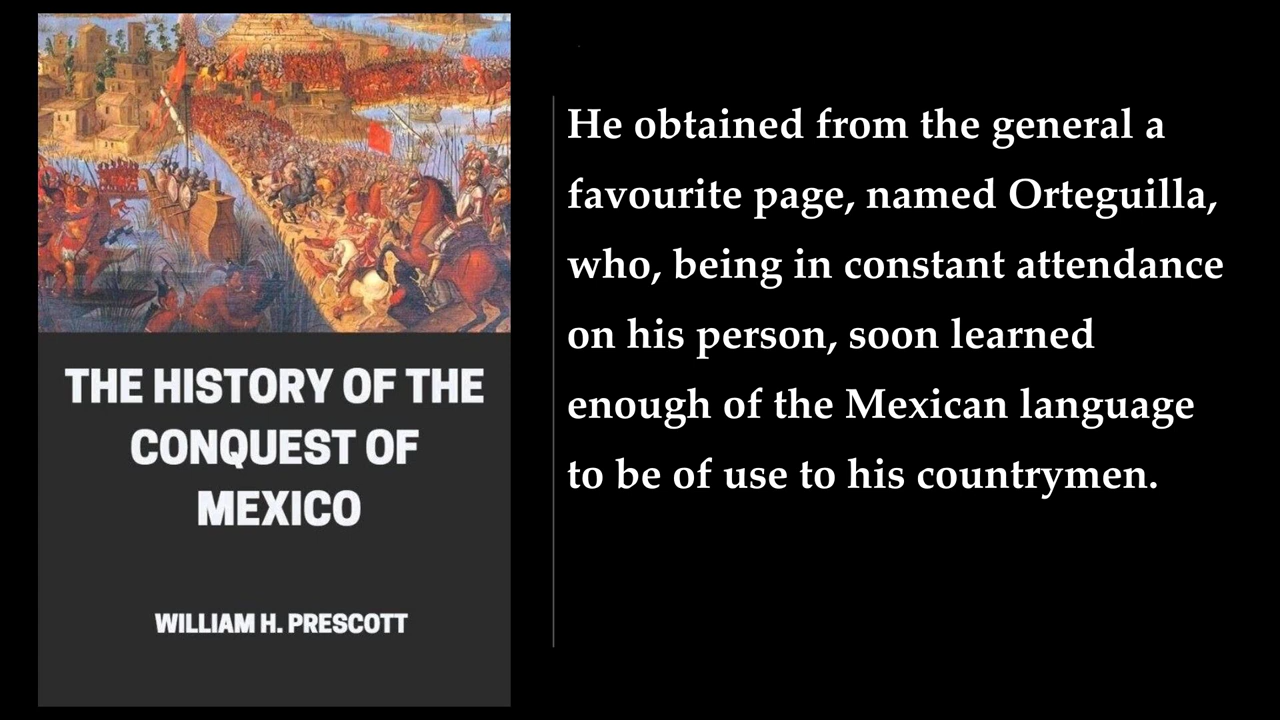 THE HISTORY OF THE
CONQUEST OF
MEXICO
WILLIAM H. PRESCOTT
He obtained from the general a
favourite page, named Orteguilla,
who, being in constant attendance
on his person, soon learned
enough of the Mexican language
to be of use to his countrymen.